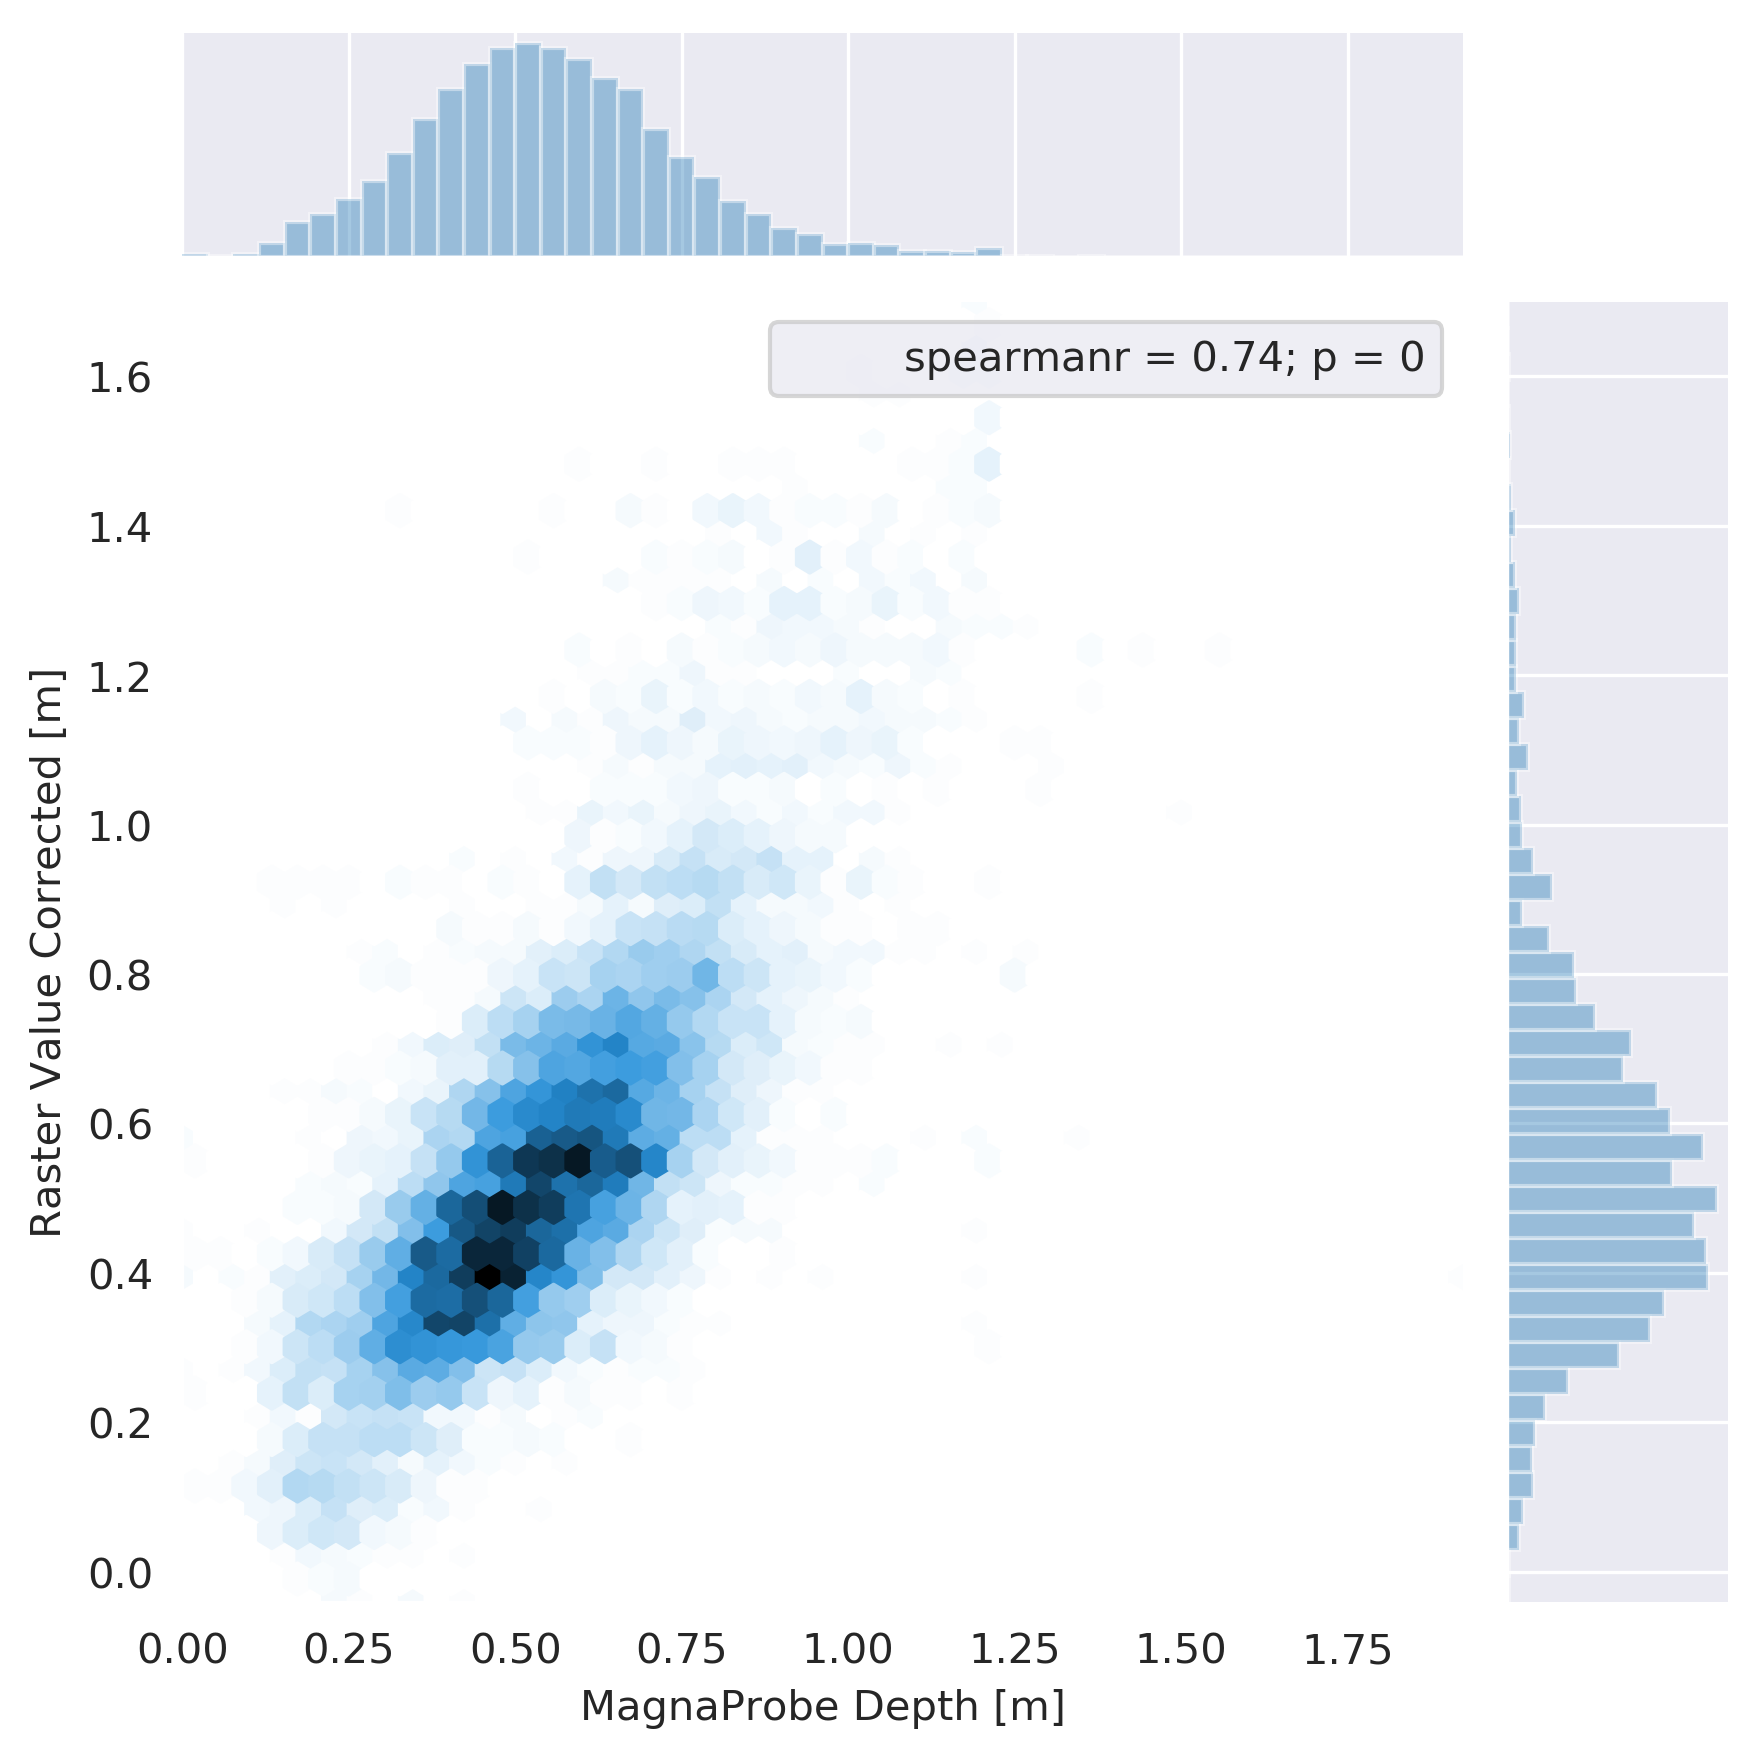 spearmanr = 0.74; p = 0
Raster Value Corrected [m]
1.6
1.4
1.2
1.0
0.8
0.6
0.4
0.2
0.0
0.00 0.25 0.50 0.75 1.00 1.25 1.50 1.75
MagnaProbe Depth [m]